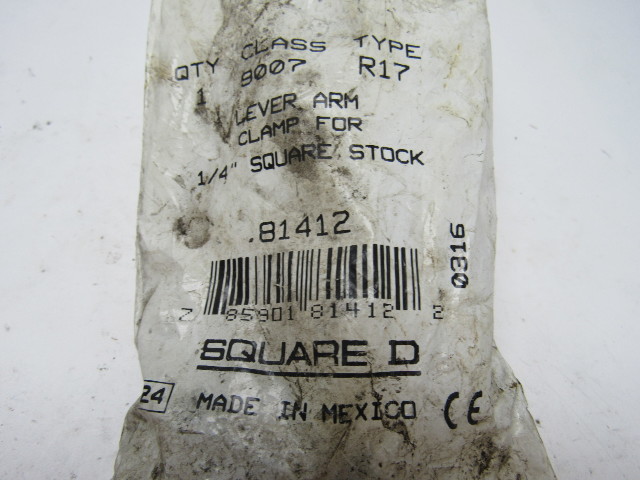 QTY CLASS TYPE
1 9007 R17
LEVER ARM
CLAMP FOR
1/4" SQUARE STOCK
.81412
0316
7 85901 81412 2
SQUARE D
24 MADE IN MEXICO CE